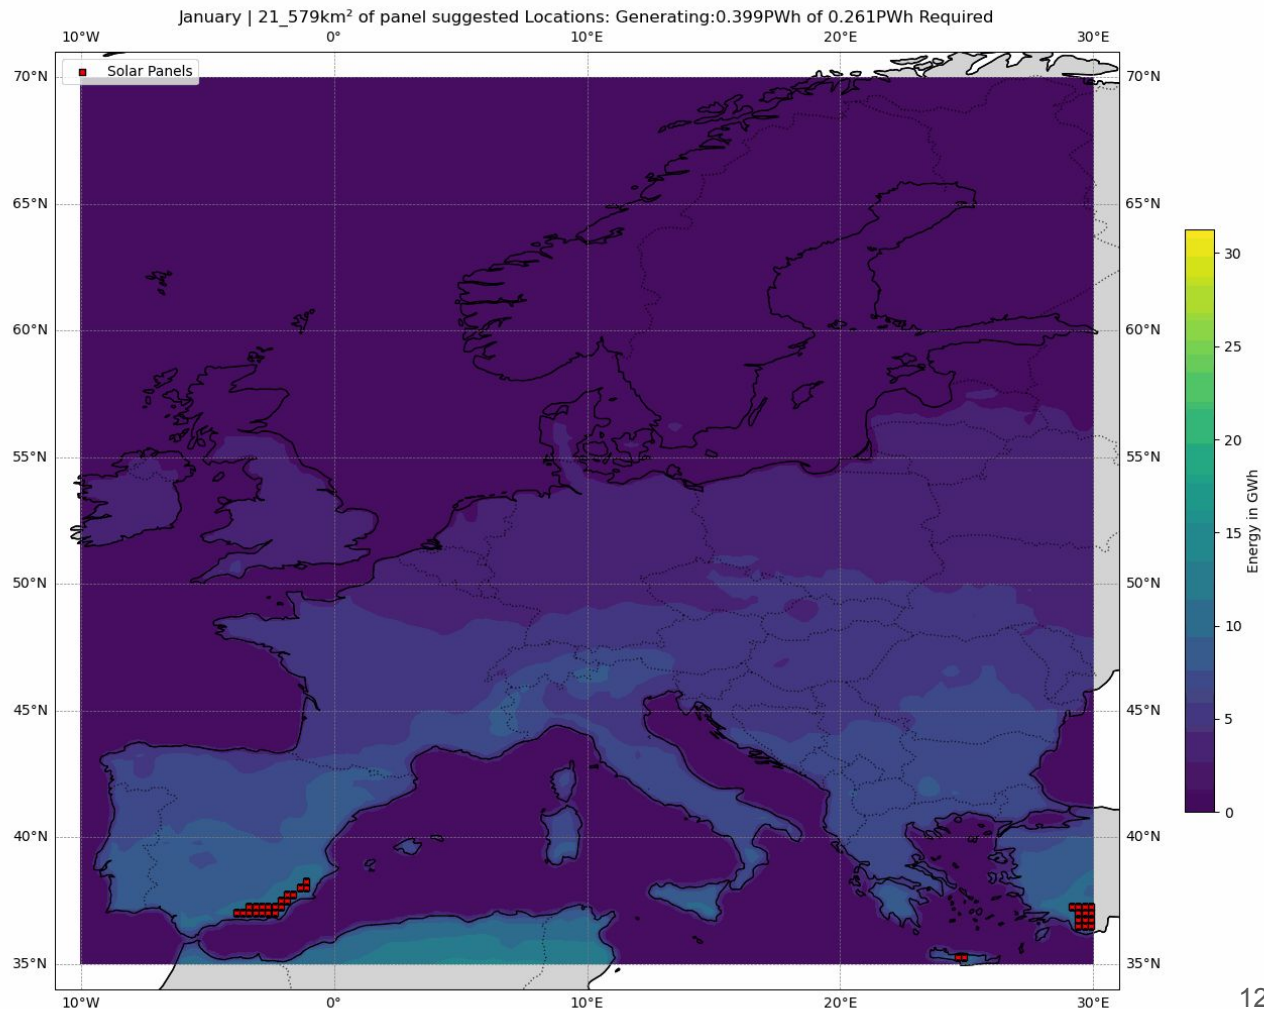 January | 21_579km² of panel suggested Locations: Generating:0.399PWh of 0.261PWh Required
10°W 0° 10°E 20°E 30°E
Solar Panels
70°N 70°N
65°N 65°N
60°N 60°N
55°N 55°N
50°N 50°N
45°N 45°N
40°N 40°N
35°N 35°N
10°W 0° 10°E 20°E 30°E
30
25
20
15
10
5
0
Energy in GWh
12